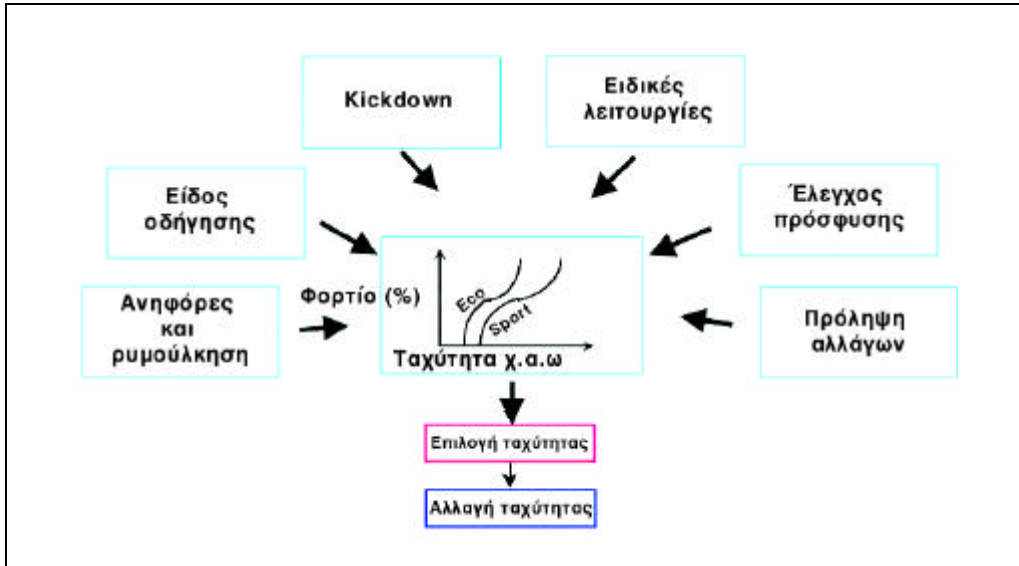 Kickdown
Ειδικές
λειτουργίες
Είδος
οδήγησης
Έλεγχος
πρόσφυσης
Ανηφόρες
και
ρυμούλκηση
Φορτίο (%)
Eco
Sport
Ταχύτητα χ.α.ω
Πρόληψη
αλλάγων
Επιλογή ταχύτητας
Αλλαγή ταχύτητας